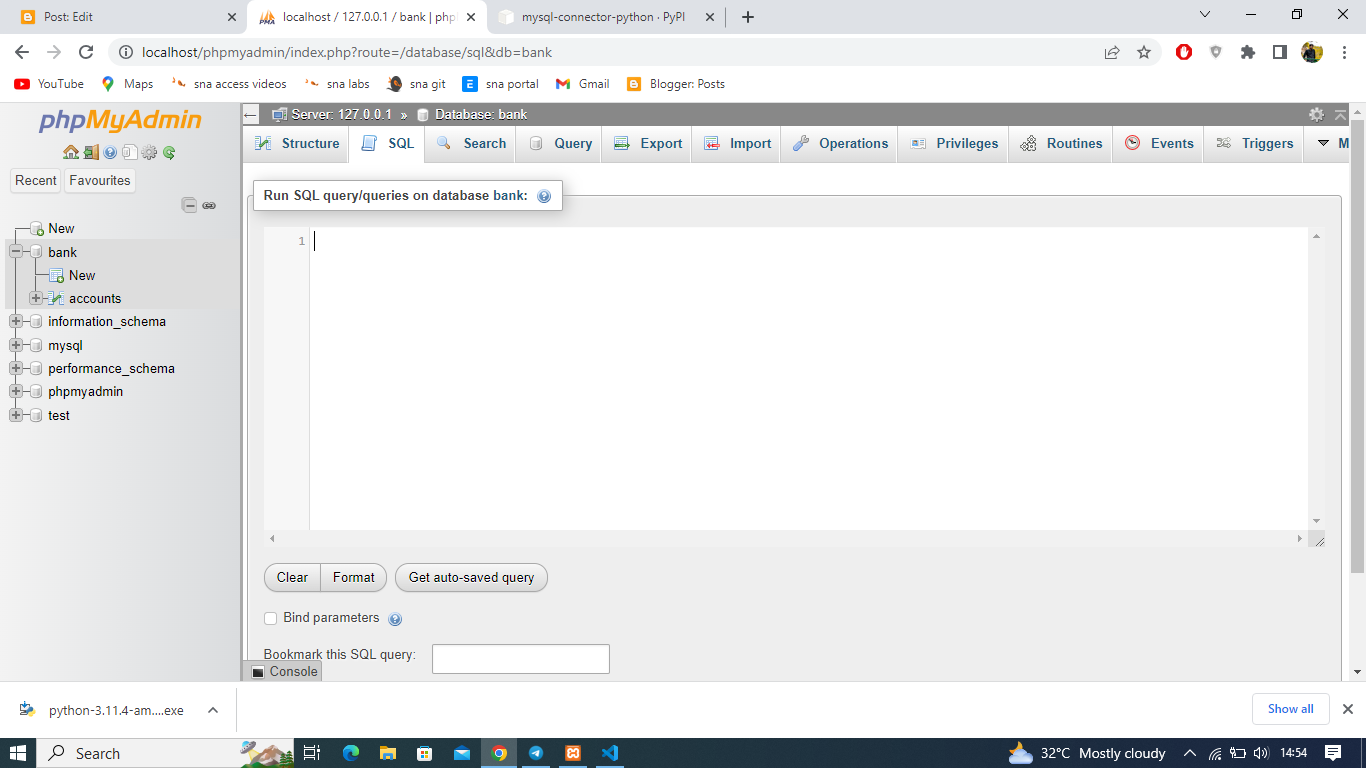 Post: Edit
localhost / 127.0.0.1 / bank | php
mysql-connector-python · PyPI
localhost/phpmyadmin/index.php?route=/database/sql&db=bank
YouTube Maps sna access videos sna labs sna git sna portal Gmail Blogger: Posts
phpMyAdmin
Server: 127.0.0.1 » Database: bank
Structure SQL Search Query Export Import Operations Privileges Routines Events Triggers M
Recent Favourites
New
bank
New
accounts
information_schema
mysql
performance_schema
phpmyadmin
test
Run SQL query/queries on database bank:
1
Clear Format Get auto-saved query
Bind parameters
Bookmark this SQL query:
Console
python-3.11.4-am....exe
Show all
Search
32°C Mostly cloudy
14:54